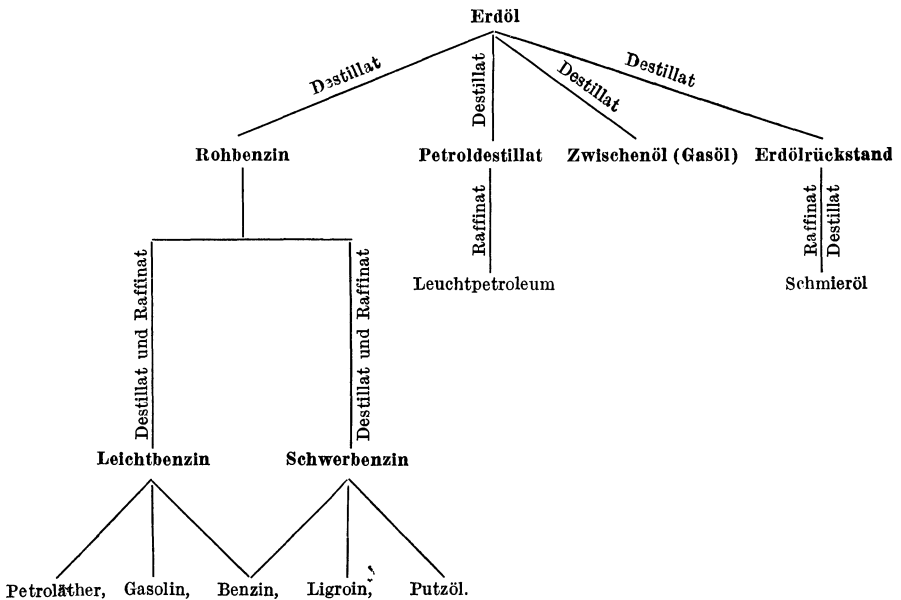 Erdöl
Destillat
Destillat
Destillat
Destillat
Rohbenzin
Petroldestillat
Zwischenöl (Gasöl)
Erdölrückstand
Raffinat
Raffinat
Destillat
Leuchtpetroleum
Schmieröl
Destillat und Raffinat
Destillat und Raffinat
Leichtbenzin
Schwerbenzin
Petroläther, Gasolin, Benzin, Ligroin, Putzöl.